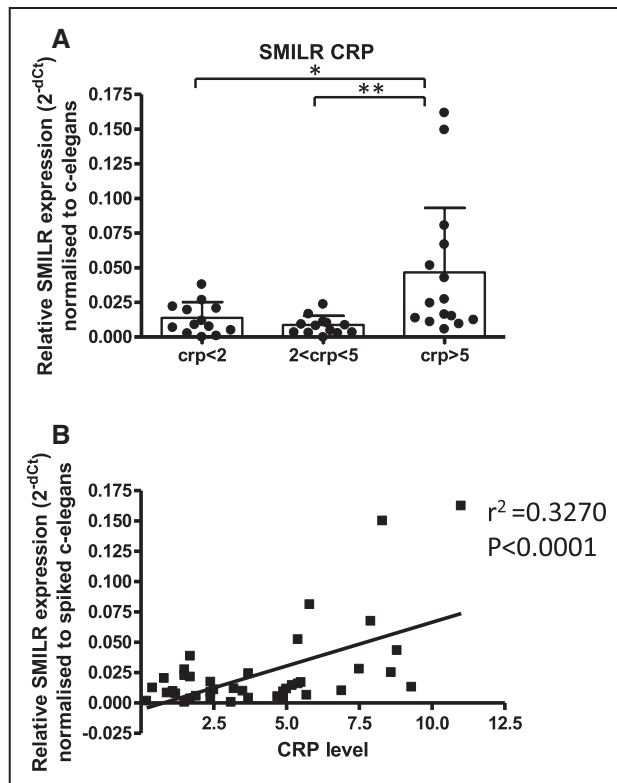 A
SMILR CRP
*
**
Relative SMILR expression (2^-dCt)
normalised to c-elegans
0.175
0.150
0.125
0.100
0.075
0.050
0.025
0.000
crp<2
2<crp<5
crp>5
B
Relative SMILR expression (2^-dCt)
normalised to spiked c-elegans
0.175
0.150
0.125
0.100
0.075
0.050
0.025
0.000
-0.025
2.5
5.0
7.5
10.0
12.5
CRP level
r² =0.3270
P<0.0001